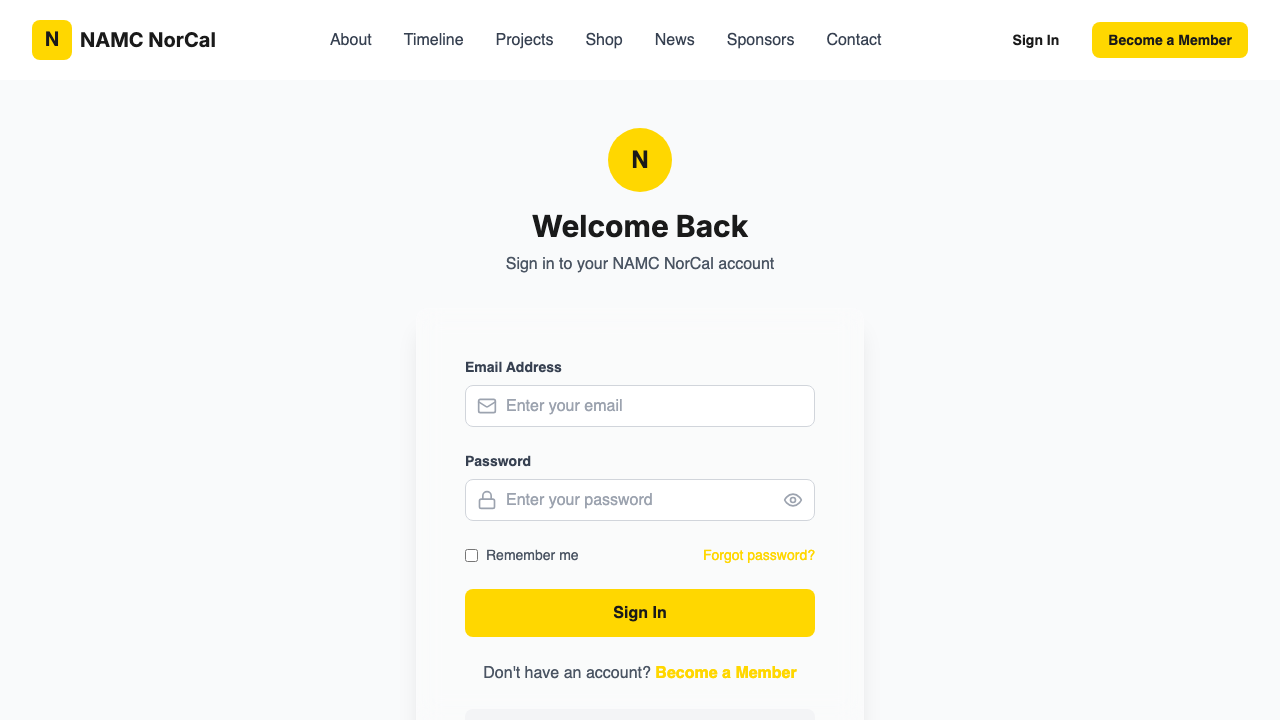 N NAMC NorCal About Timeline Projects Shop News Sponsors Contact Sign In Become a Member
N
Welcome Back
Sign in to your NAMC NorCal account
Email Address
Enter your email
Password
Enter your password
Remember me Forgot password?
Sign In
Don't have an account? Become a Member